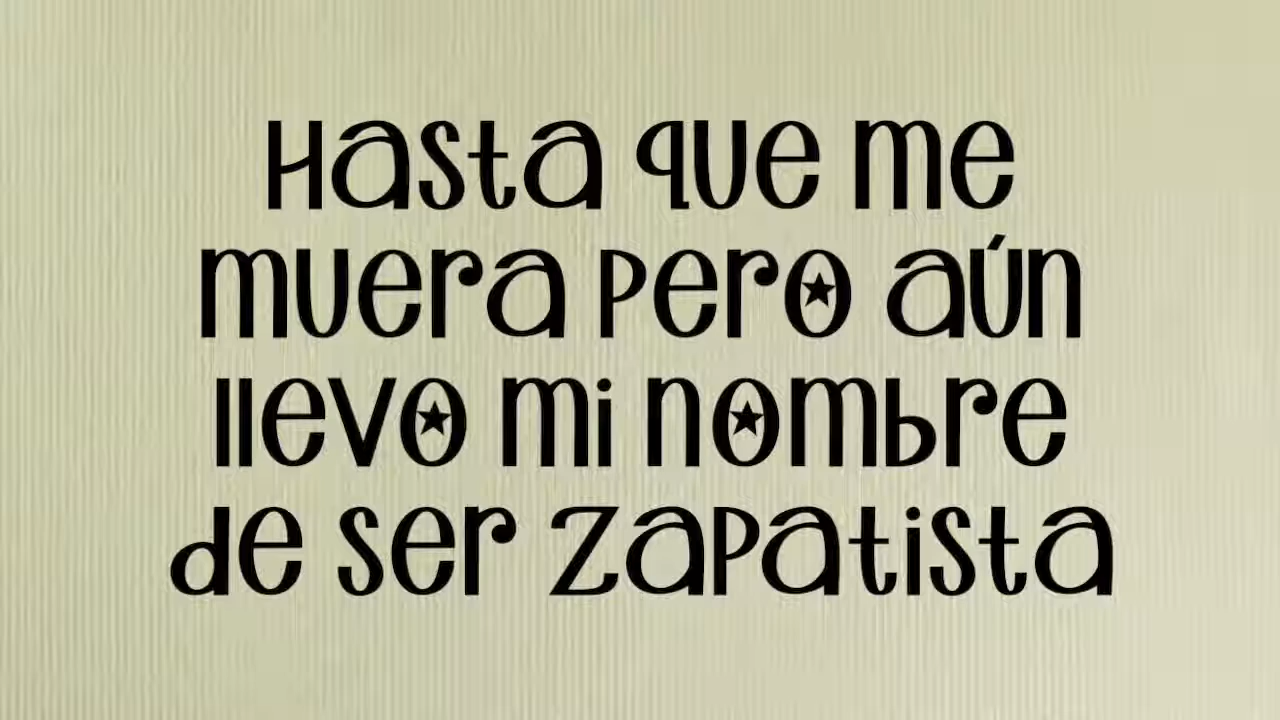 Hasta que me
muera pero aún
llevo mi nombre
de ser zapatista